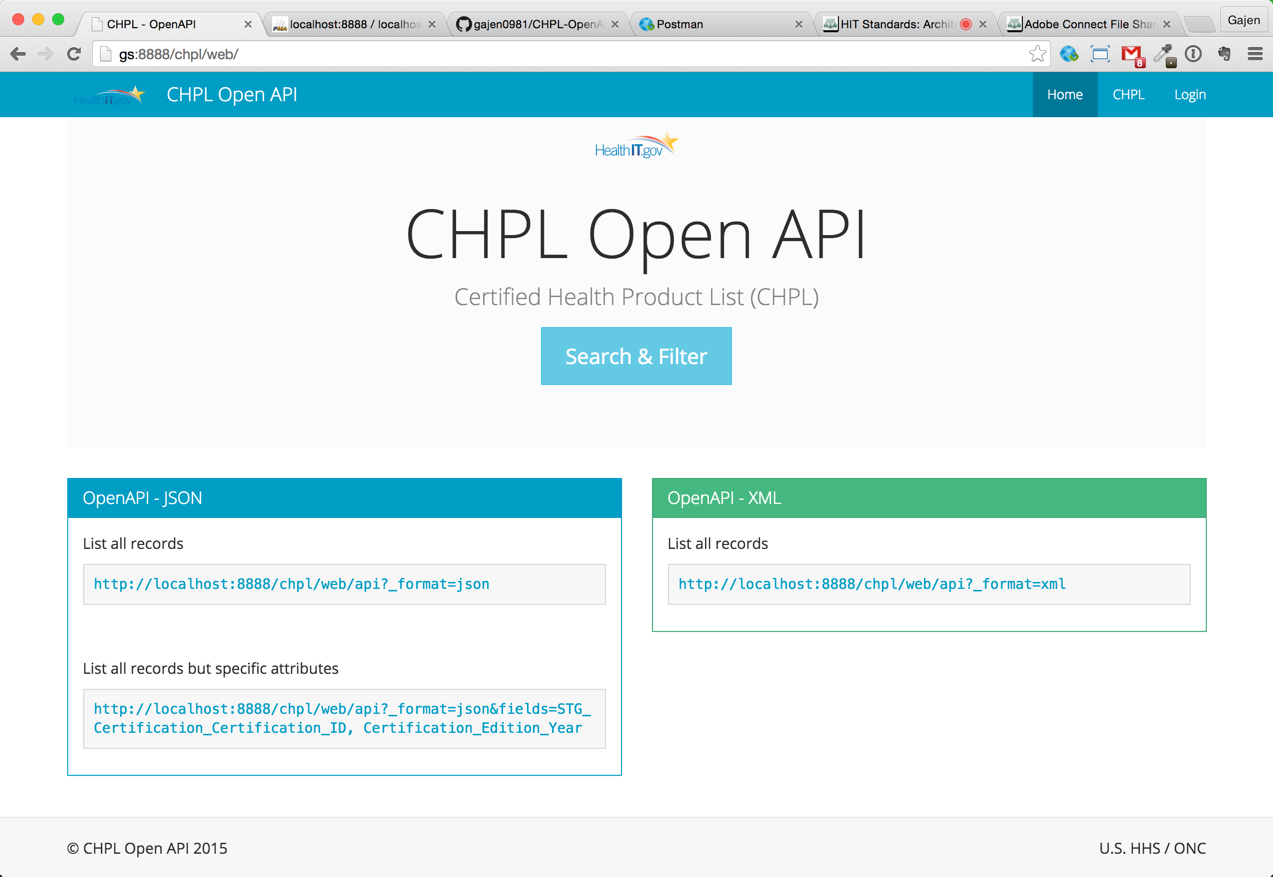 CHPL - OpenAPI
localhost:8888 / localhos
gajen0981/CHPL-OpenA
Postman
HIT Standards: Archit
Adobe Connect File Sha
Gajen
gs:8888/chpl/web/
8
HealthIT.gov
CHPL Open API
Home
CHPL
Login
HealthIT.gov
CHPL Open API
Certified Health Product List (CHPL)
Search & Filter
OpenAPI - JSON
List all records
http://localhost:8888/chpl/web/api?_format=json
List all records but specific attributes
http://localhost:8888/chpl/web/api?_format=json&fields=STG_
Certification_Certification_ID, Certification_Edition_Year
OpenAPI - XML
List all records
http://localhost:8888/chpl/web/api?_format=xml
© CHPL Open API 2015
U.S. HHS / ONC